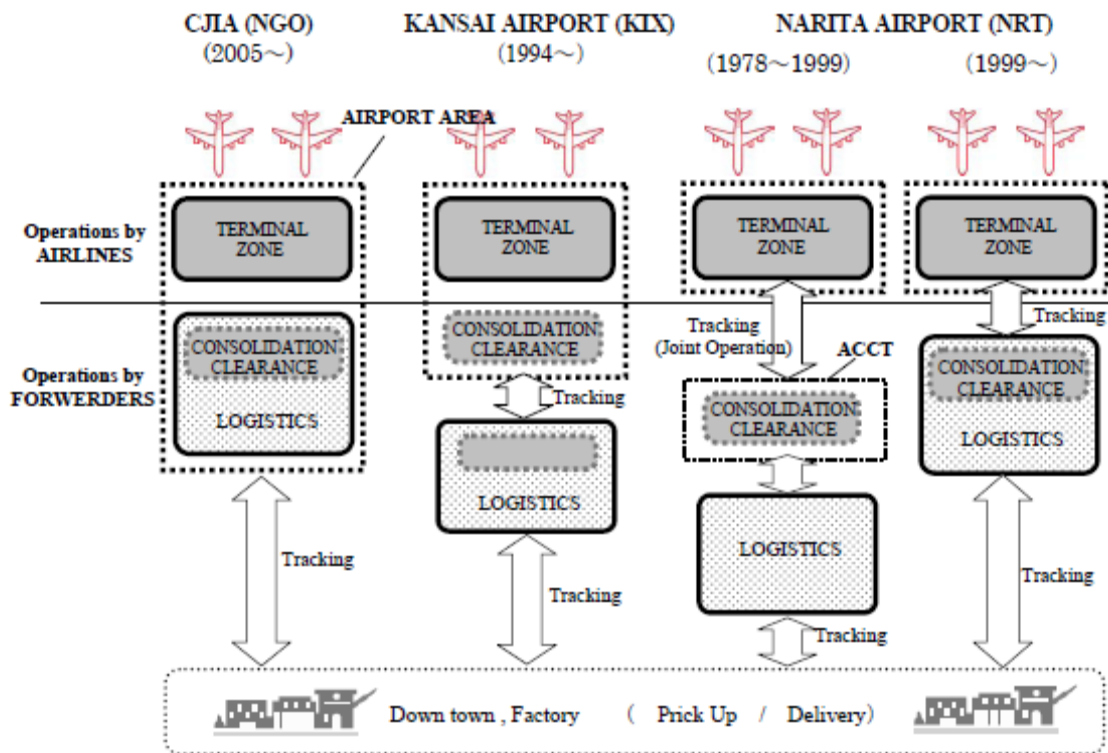 CJIA (NGO)
(2005～)
KANSAI AIRPORT (KIX)
(1994～)
NARITA AIRPORT (NRT)
(1978～1999)
(1999～)
AIRPORT AREA
Operations by
AIRLINES
TERMINAL
ZONE
TERMINAL
ZONE
TERMINAL
ZONE
TERMINAL
ZONE
Operations by
FORWERDERS
CONSOLIDATION
CLEARANCE
LOGISTICS
CONSOLIDATION
CLEARANCE
Tracking
LOGISTICS
Tracking
(Joint Operation)
ACCT
CONSOLIDATION
CLEARANCE
LOGISTICS
Tracking
CONSOLIDATION
CLEARANCE
LOGISTICS
Tracking
Tracking
Tracking
Tracking
Down town , Factory ( Prick Up / Delivery)